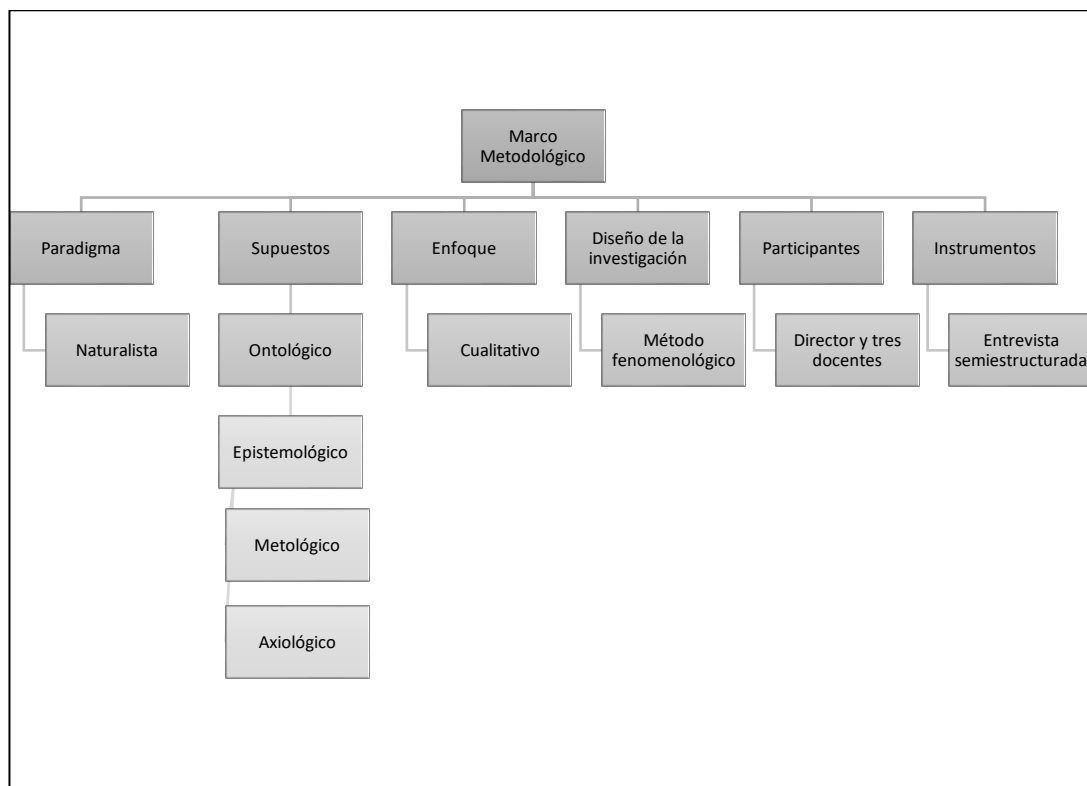 Marco
Metodológico
Paradigma
Supuestos
Enfoque
Diseño de la
investigación
Participantes
Instrumentos
Naturalista
Ontológico
Cualitativo
Método
fenomenológico
Director y tres
docentes
Entrevista
semiestructurada
Epistemológico
Metológico
Axiológico